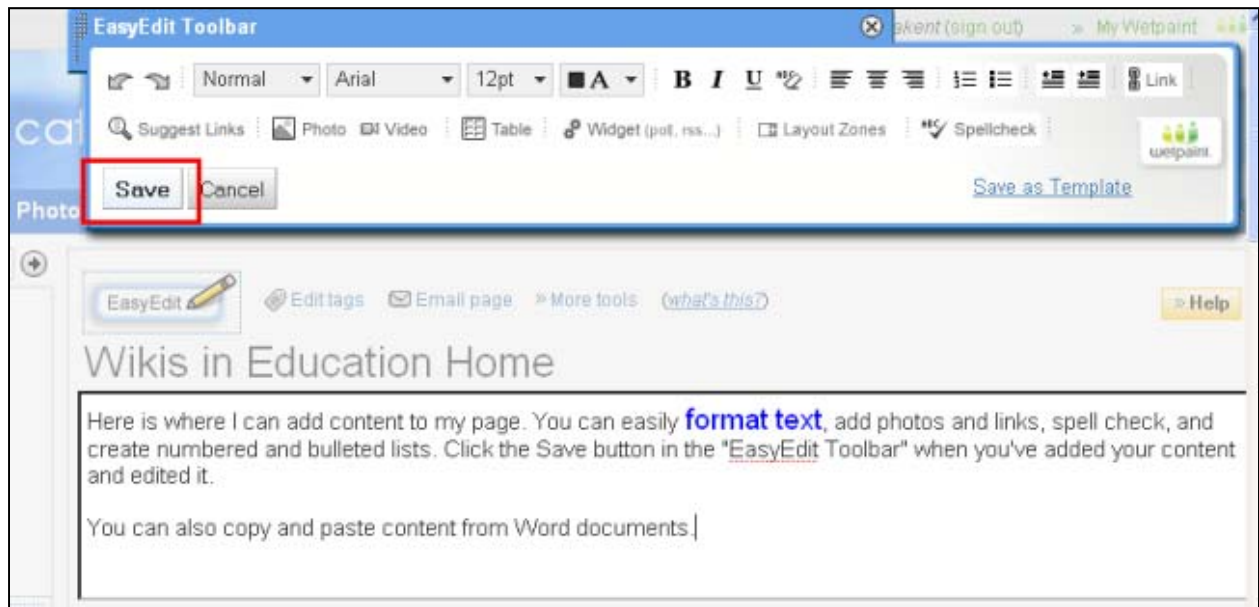 EasyEdit Toolbar
akent (sign out) » My Wetpaint
Normal Arial 12pt A B I U ABC Link
Suggest Links Photo Video Table Widget (poll, rss...) Layout Zones ABC Spellcheck
wetpaint.
Save Cancel Save as Template
Photo
EasyEdit Edit tags Email page » More tools (what's this?)
» Help
Wikis in Education Home
Here is where I can add content to my page. You can easily format text, add photos and links, spell check, and
create numbered and bulleted lists. Click the Save button in the "EasyEdit Toolbar" when you've added your content
and edited it.
You can also copy and paste content from Word documents.